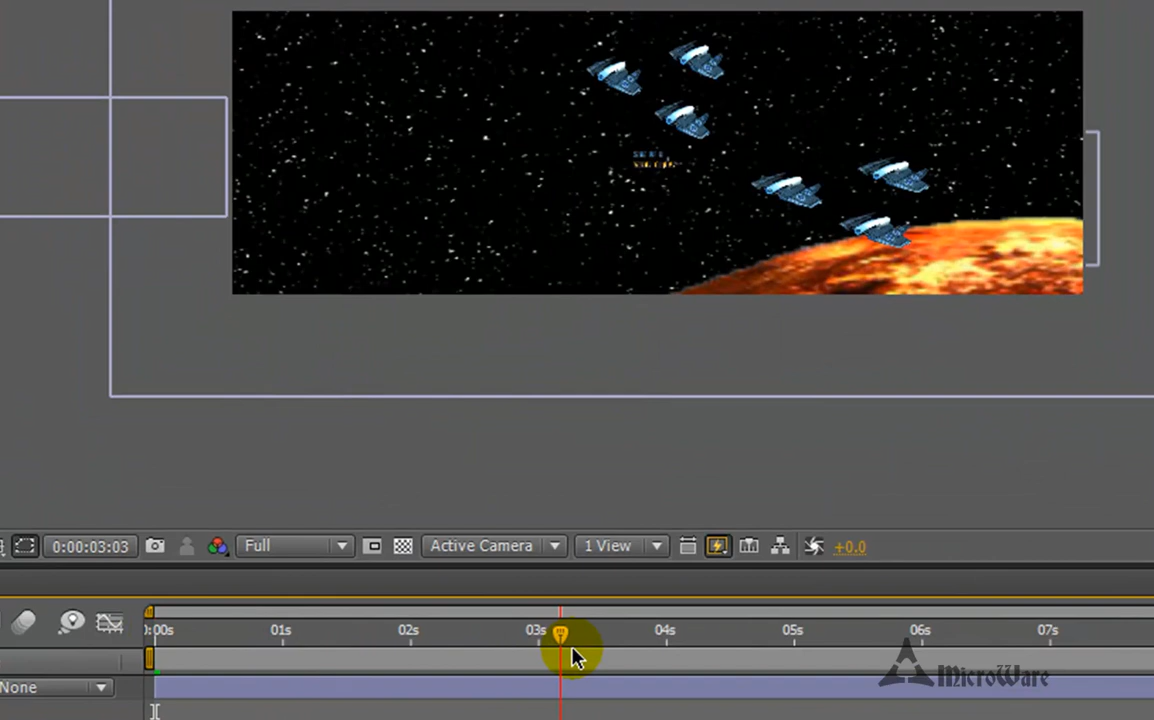 0:00:03:03
Full
Active Camera
1 View
+0.0
0:00s
01s
02s
03s
04s
05s
06s
07s
None
MicroWare